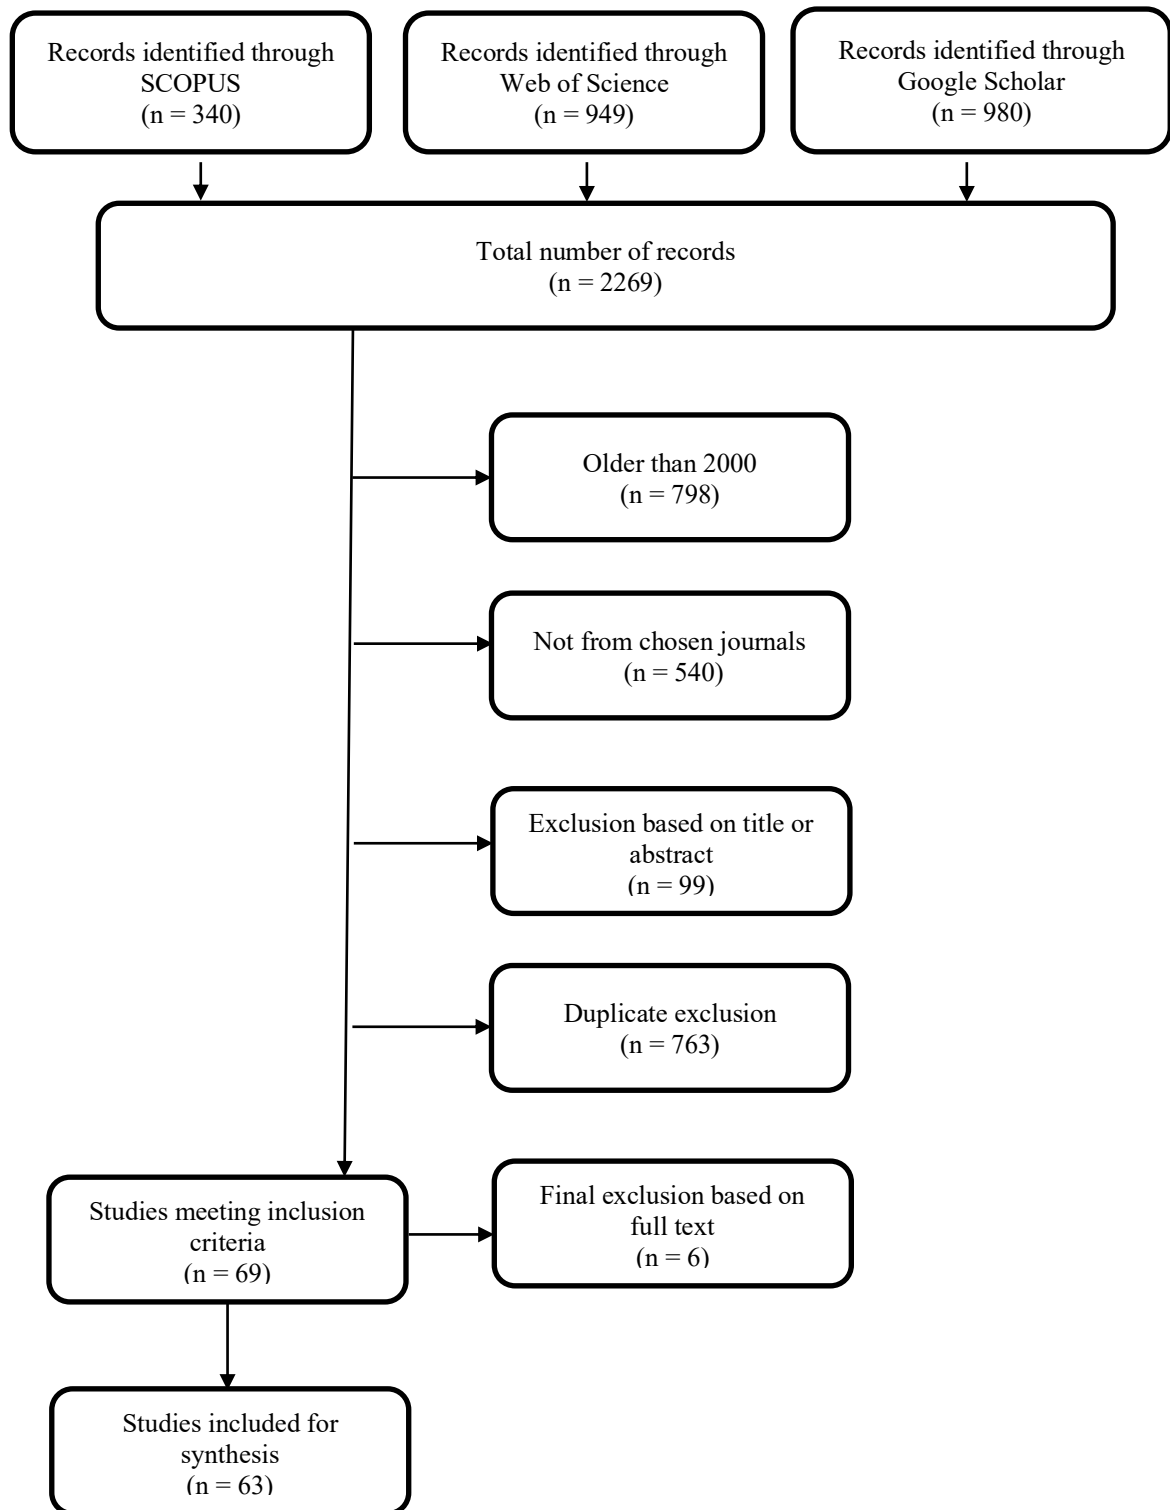 Records identified through
SCOPUS
(n = 340)
Records identified through
Web of Science
(n = 949)
Records identified through
Google Scholar
(n = 980)
Total number of records
(n = 2269)
Older than 2000
(n = 798)
Not from chosen journals
(n = 540)
Exclusion based on title or
abstract
(n = 99)
Duplicate exclusion
(n = 763)
Studies meeting inclusion
criteria
(n = 69)
Final exclusion based on
full text
(n = 6)
Studies included for
synthesis
(n = 63)